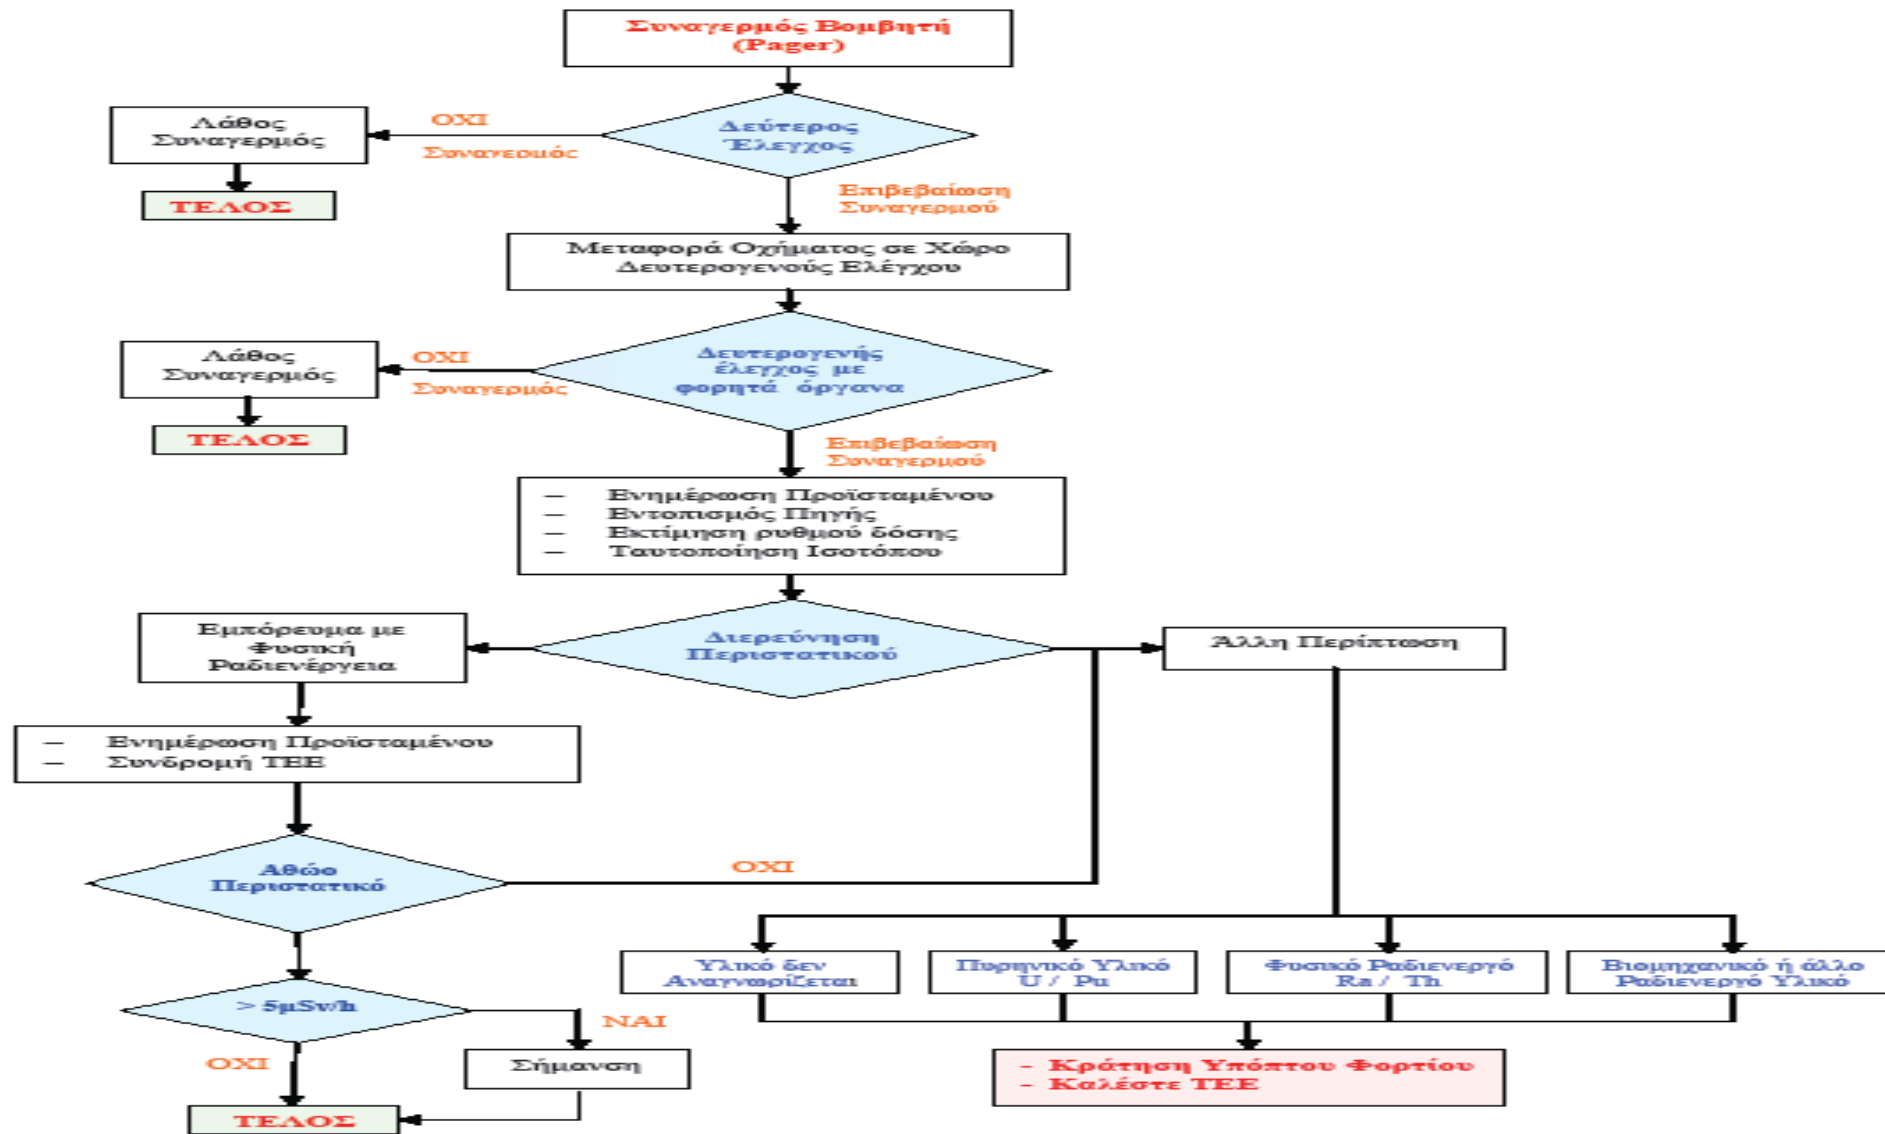 Συναγερμός Βομβητή
(Pager)
Δεύτερος
Έλεγχος
ΟΧΙ
Συναγερμός
Λάθος
Συναγερμός
ΤΕΛΟΣ
Επιβεβαίωση
Συναγερμού
Μεταφορά Οχήματος σε Χώρο
Δευτερογενούς Ελέγχου
Δευτερογενής
έλεγχος με
φορητά όργανα
ΟΧΙ
Συναγερμός
Λάθος
Συναγερμός
ΤΕΛΟΣ
Επιβεβαίωση
Συναγερμού
– Ενημέρωση Προϊσταμένου
– Εντοπισμός Πηγής
– Εκτίμηση ρυθμού δόσης
– Ταυτοποίηση Ισοτόπου
Διερεύνηση
Περιστατικού
Εμπόρευμα με
Φυσική
Ραδιενέργεια
Άλλη Περίπτωση
– Ενημέρωση Προϊσταμένου
– Συνδρομή ΤΕΕ
Αθώο
Περιστατικό
ΟΧΙ
Υλικό δεν
Αναγνωρίζεται
Πυρηνικό Υλικό
U / Pu
Φυσικό Ραδιενεργό
Ra / Th
Βιομηχανικό ή άλλο
Ραδιενεργό Υλικό
> 5μSv/h
ΝΑΙ
ΟΧΙ
Σήμανση
- Κράτηση Υπόπτου Φορτίου
- Καλέστε ΤΕΕ
ΤΕΛΟΣ